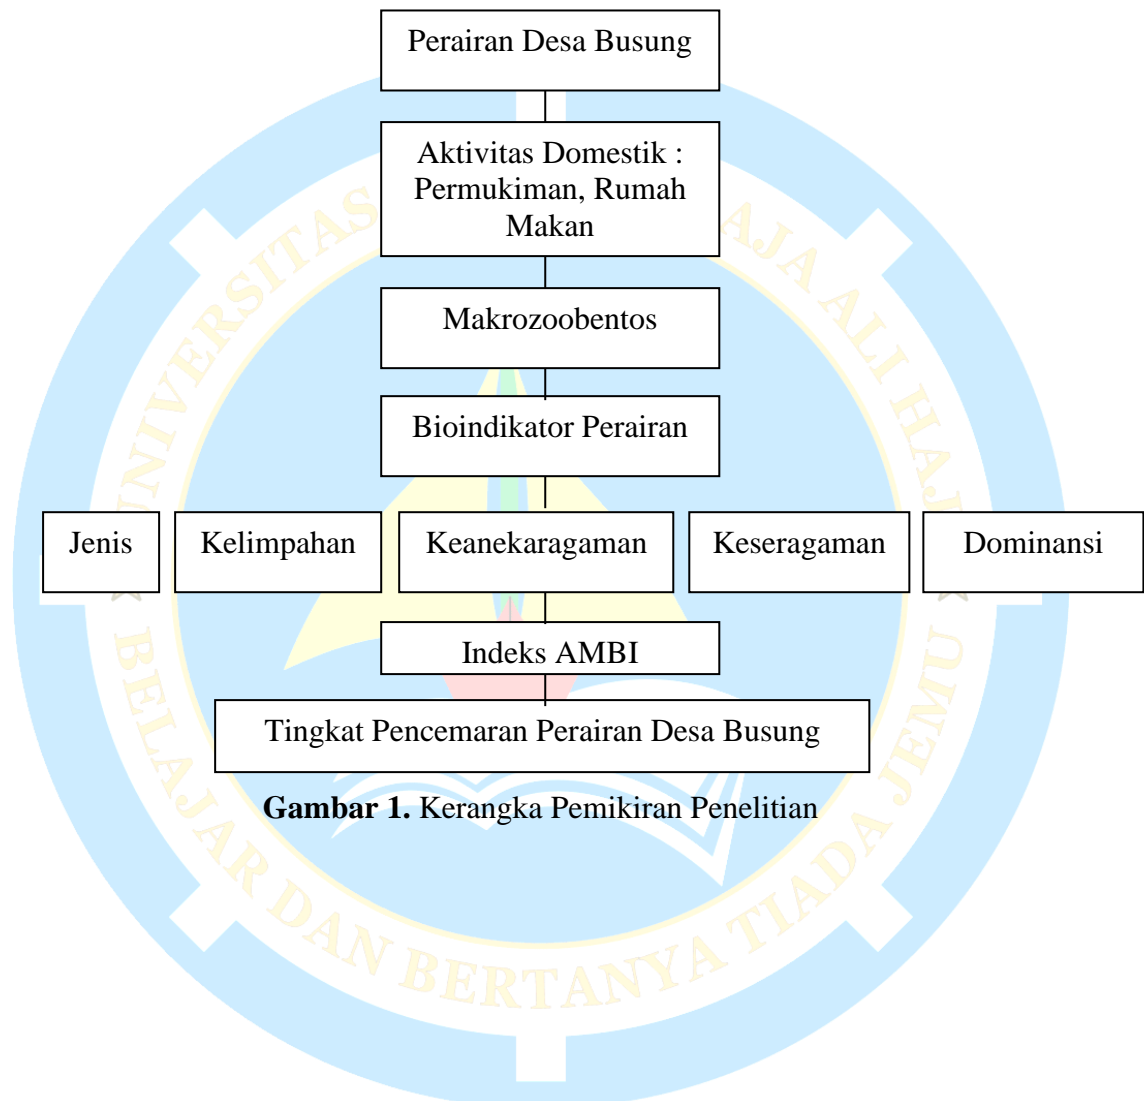 Perairan Desa Busung
Aktivitas Domestik :
Permukiman, Rumah
Makan
Makrozoobentos
Bioindikator Perairan
Jenis Kelimpahan Keanekaragaman Keseragaman Dominansi
Indeks AMBI
Tingkat Pencemaran Perairan Desa Busung
Gambar 1. Kerangka Pemikiran Penelitian
UNIVERSITAS AJA ALI HAJI
BELAJAR DAN BERTANYA TIADA JEMU